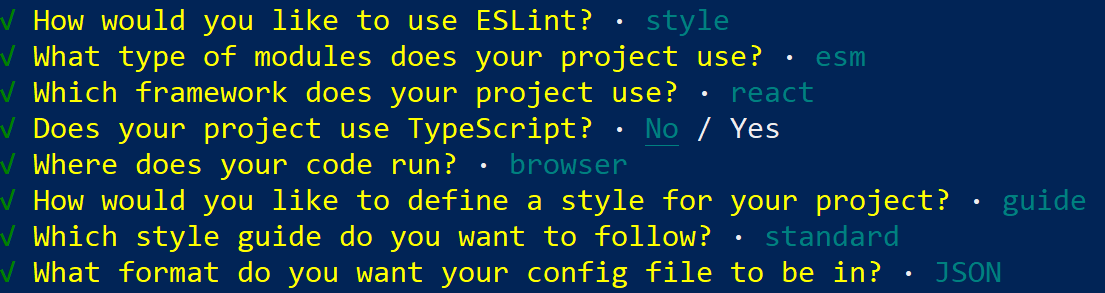 √ How would you like to use ESLint? · style
√ What type of modules does your project use? · esm
√ Which framework does your project use? · react
√ Does your project use TypeScript? · No / Yes
√ Where does your code run? · browser
√ How would you like to define a style for your project? · guide
√ Which style guide do you want to follow? · standard
√ What format do you want your config file to be in? · JSON